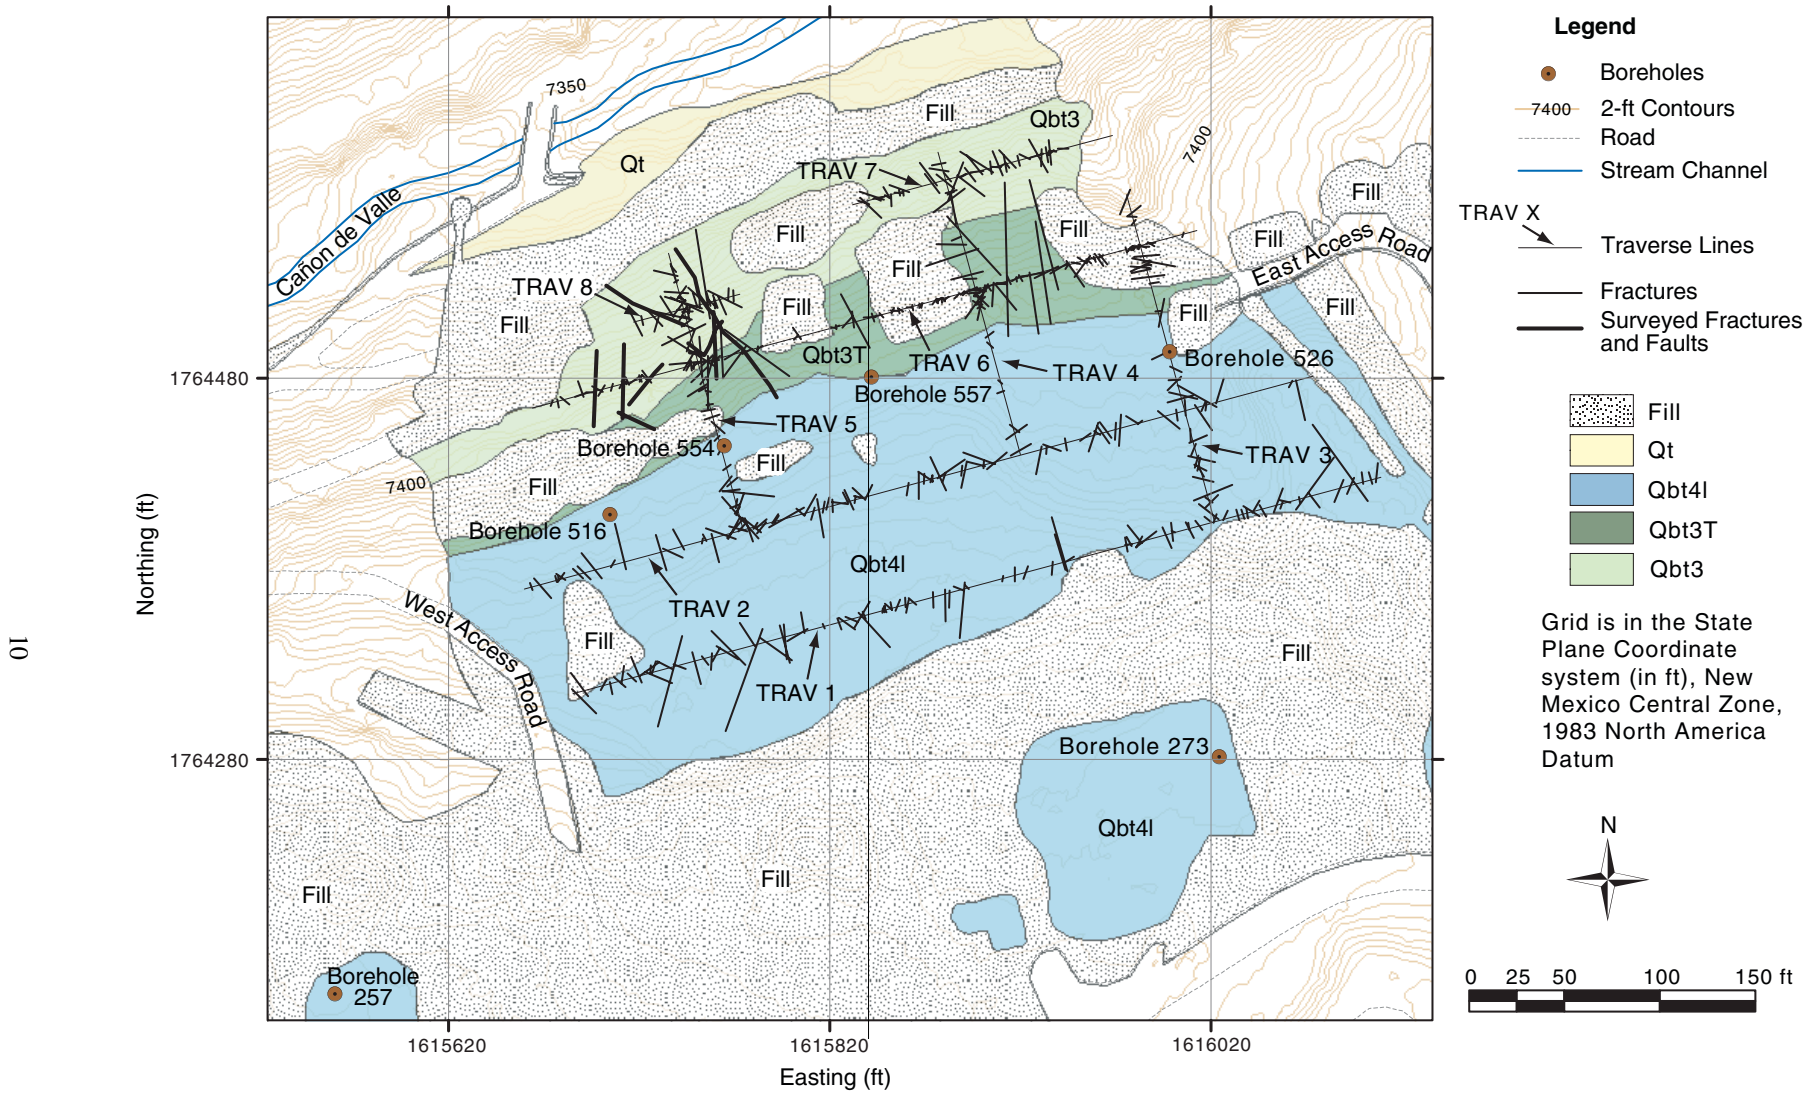 7350
Fill
Qbt3
7400
Qt
TRAV 7
Cañon de Valle
Fill
Fill
Fill
Fill
East Access Road
TRAV 8
Fill
Fill
Fill
Fill
Fill
Qbt3T
TRAV 6
TRAV 4
Borehole 526
Borehole 557
1764480
TRAV 5
Borehole 554
Fill
TRAV 3
7400
Fill
Borehole 516
Qbt4l
West Access Road
TRAV 2
Fill
Fill
TRAV 1
Borehole 273
1764280
Qbt4l
Fill
Fill
Borehole
257
1615620
1615820
1616020
Easting (ft)
Northing (ft)
10
Legend
Boreholes
7400
2-ft Contours
Road
Stream Channel
TRAV X
Traverse Lines
Fractures
Surveyed Fractures
and Faults
Fill
Qt
Qbt4l
Qbt3T
Qbt3
Grid is in the State
Plane Coordinate
system (in ft), New
Mexico Central Zone,
1983 North America
Datum
N
0 25 50 100 150 ft